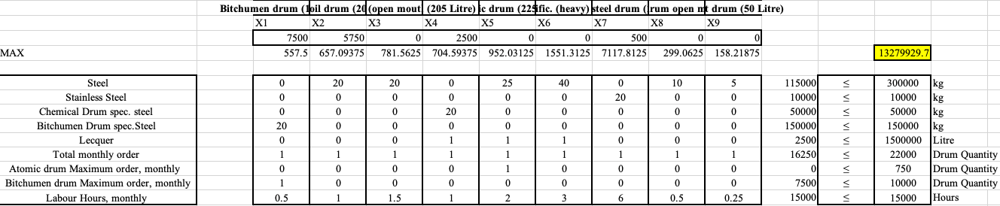 Bitchumen drum (1 oil drum (20 (open mout (205 Litre) ic drum (225 ific. (heavy) steel drum ( rum open m t drum (50 Litre)
X1 X2 X3 X4 X5 X6 X7 X8 X9
7500 5750 0 2500 0 0 500 0 0
MAX 557.5 657.09375 781.5625 704.59375 952.03125 1551.3125 7117.8125 299.0625 158.21875 13279929.7
Steel 0 20 20 0 25 40 0 10 5 115000 ≤ 300000 kg
Stainless Steel 0 0 0 0 0 0 20 0 0 10000 ≤ 10000 kg
Chemical Drum spec. steel 0 0 0 20 0 0 0 0 0 50000 ≤ 50000 kg
Bitchumen Drum spec.Steel 20 0 0 0 0 0 0 0 0 150000 ≤ 150000 kg
Lecquer 0 0 0 1 1 1 0 0 0 2500 ≤ 1500000 Litre
Total monthly order 1 1 1 1 1 1 1 1 1 16250 ≤ 22000 Drum Quantity
Atomic drum Maximum order, monthly 0 0 0 0 1 0 0 0 0 0 ≤ 750 Drum Quantity
Bitchumen drum Maximum order, monthly 1 0 0 0 0 0 0 0 0 7500 ≤ 10000 Drum Quantity
Labour Hours, monthly 0.5 1 1.5 1 2 3 6 0.5 0.25 15000 ≤ 15000 Hours